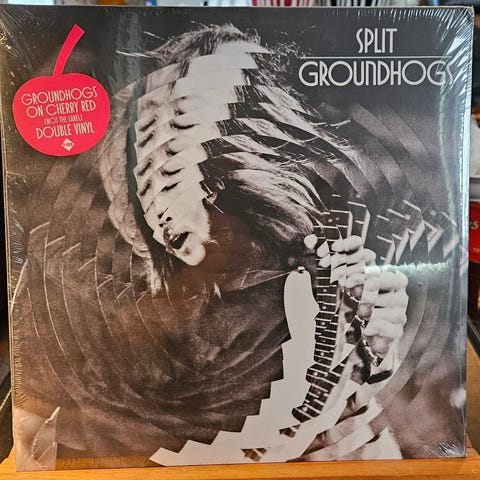 SPLIT
GROUNDHOGS
GROUNDHOGS
ON CHERRY RED
(NOT THE LABEL)
DOUBLE VINYL